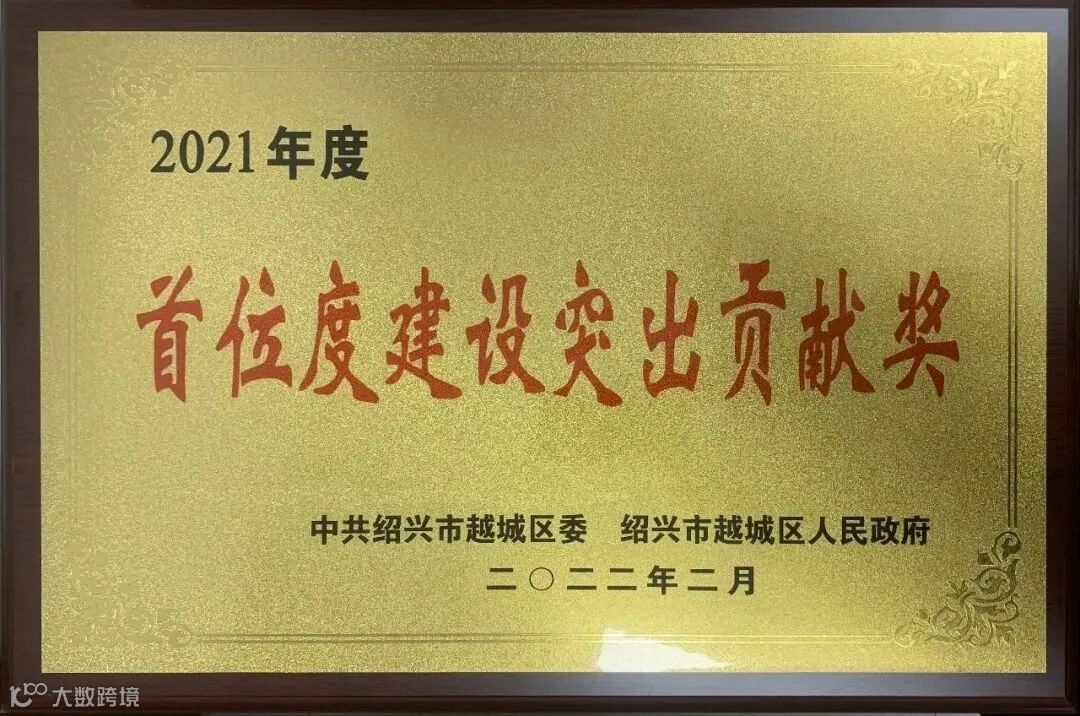 2021年度
首位度建设突出贡献奖
中共绍兴市越城区委 绍兴市越城区人民政府
二〇二二年二月
大数跨境